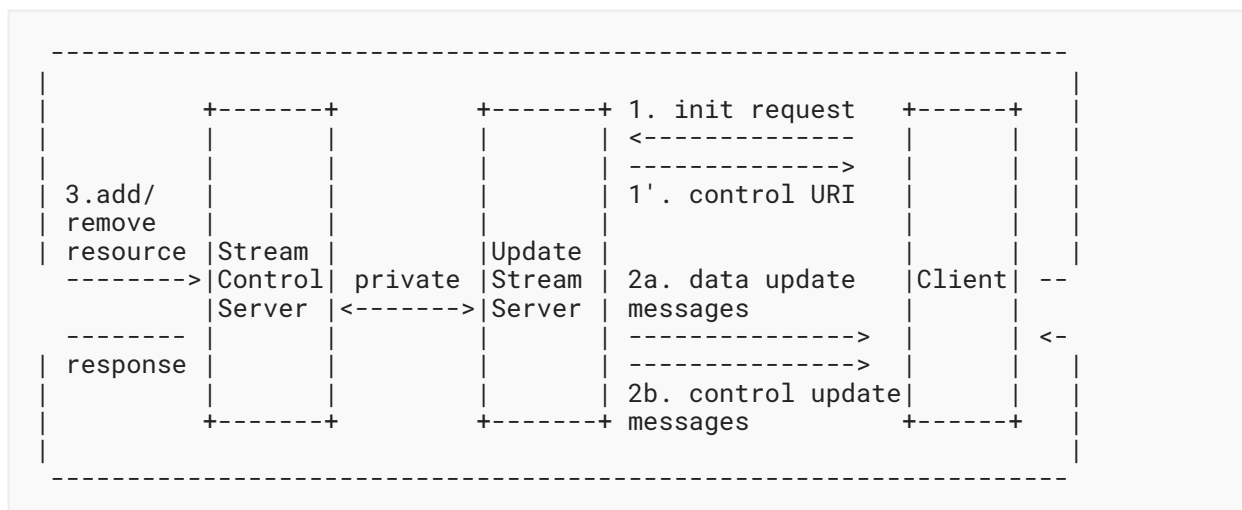 1. init request
3.add/
1'. control URI
remove
resource Stream Update
Control private Stream 2a. data update Client
Server Server messages
response
2b. control update
messages